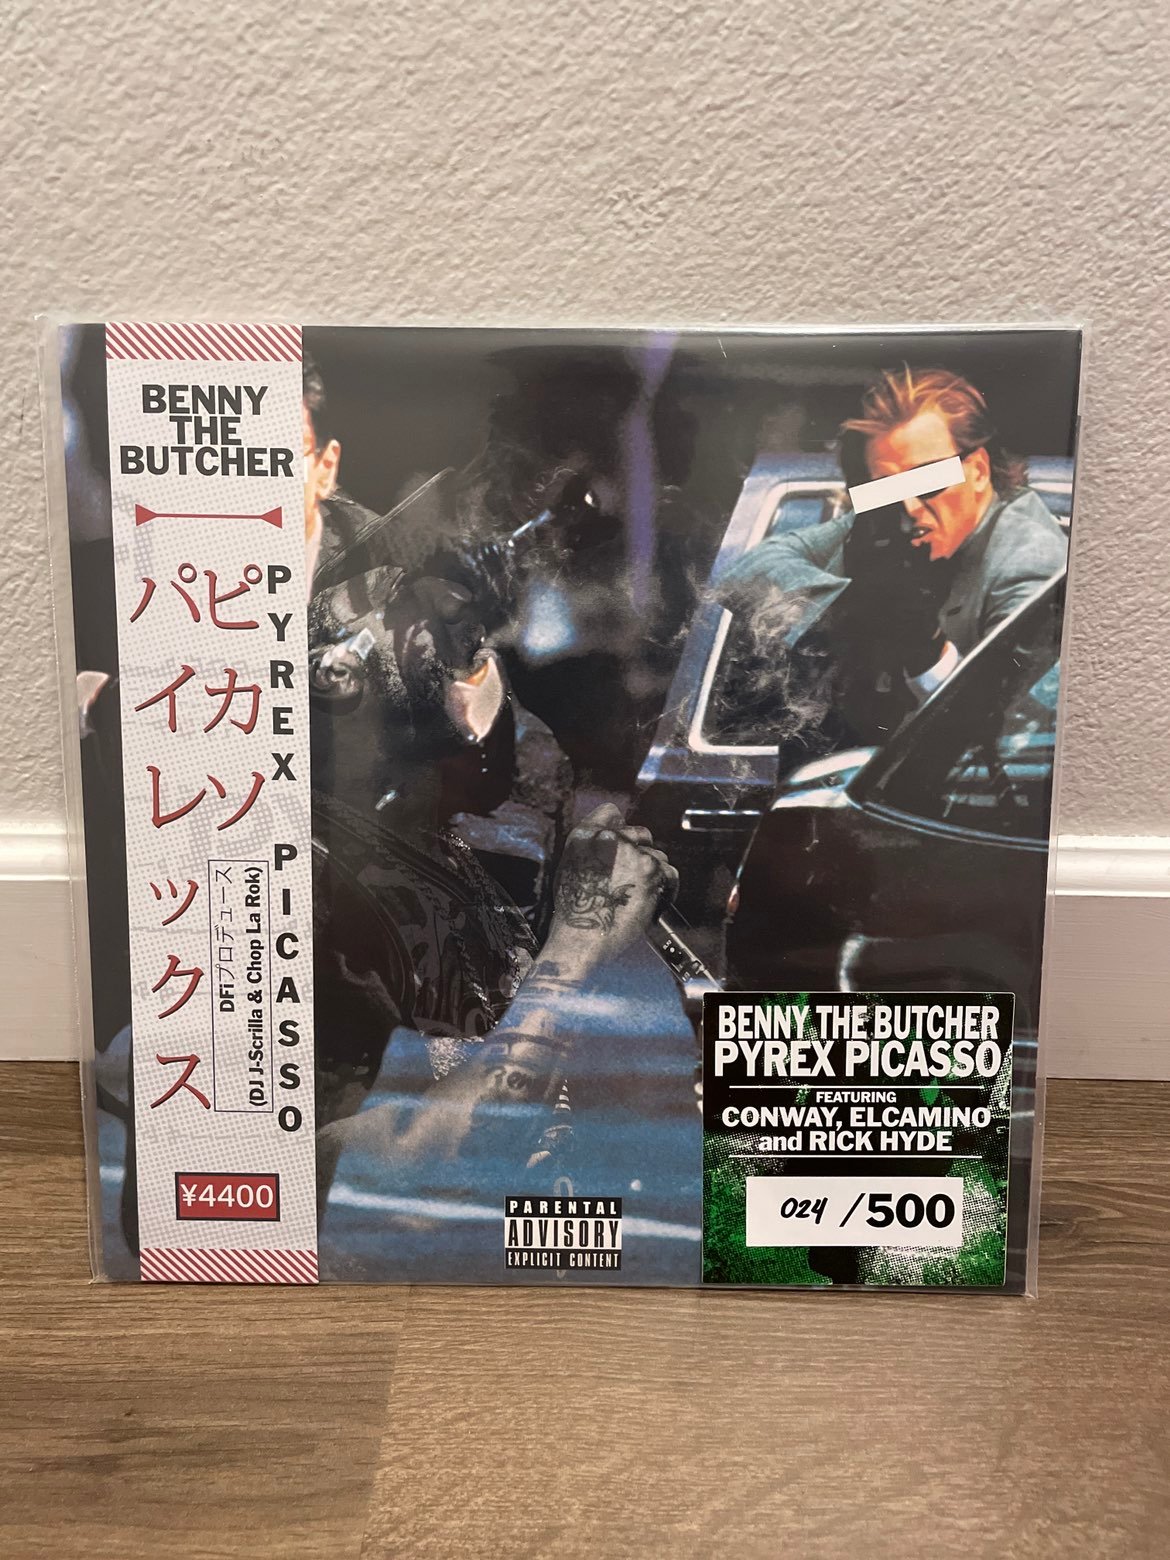 BENNY
THE
BUTCHER
パイレックス
ピカソ
PYREX PICASSO
DFiプロデュース
(DJ J-Scrilla & Chop La Rok)
¥4400
PARENTAL
ADVISORY
EXPLICIT CONTENT
BENNY THE BUTCHER
PYREX PICASSO
FEATURING
CONWAY, ELCAMINO
and RICK HYDE
024 /500